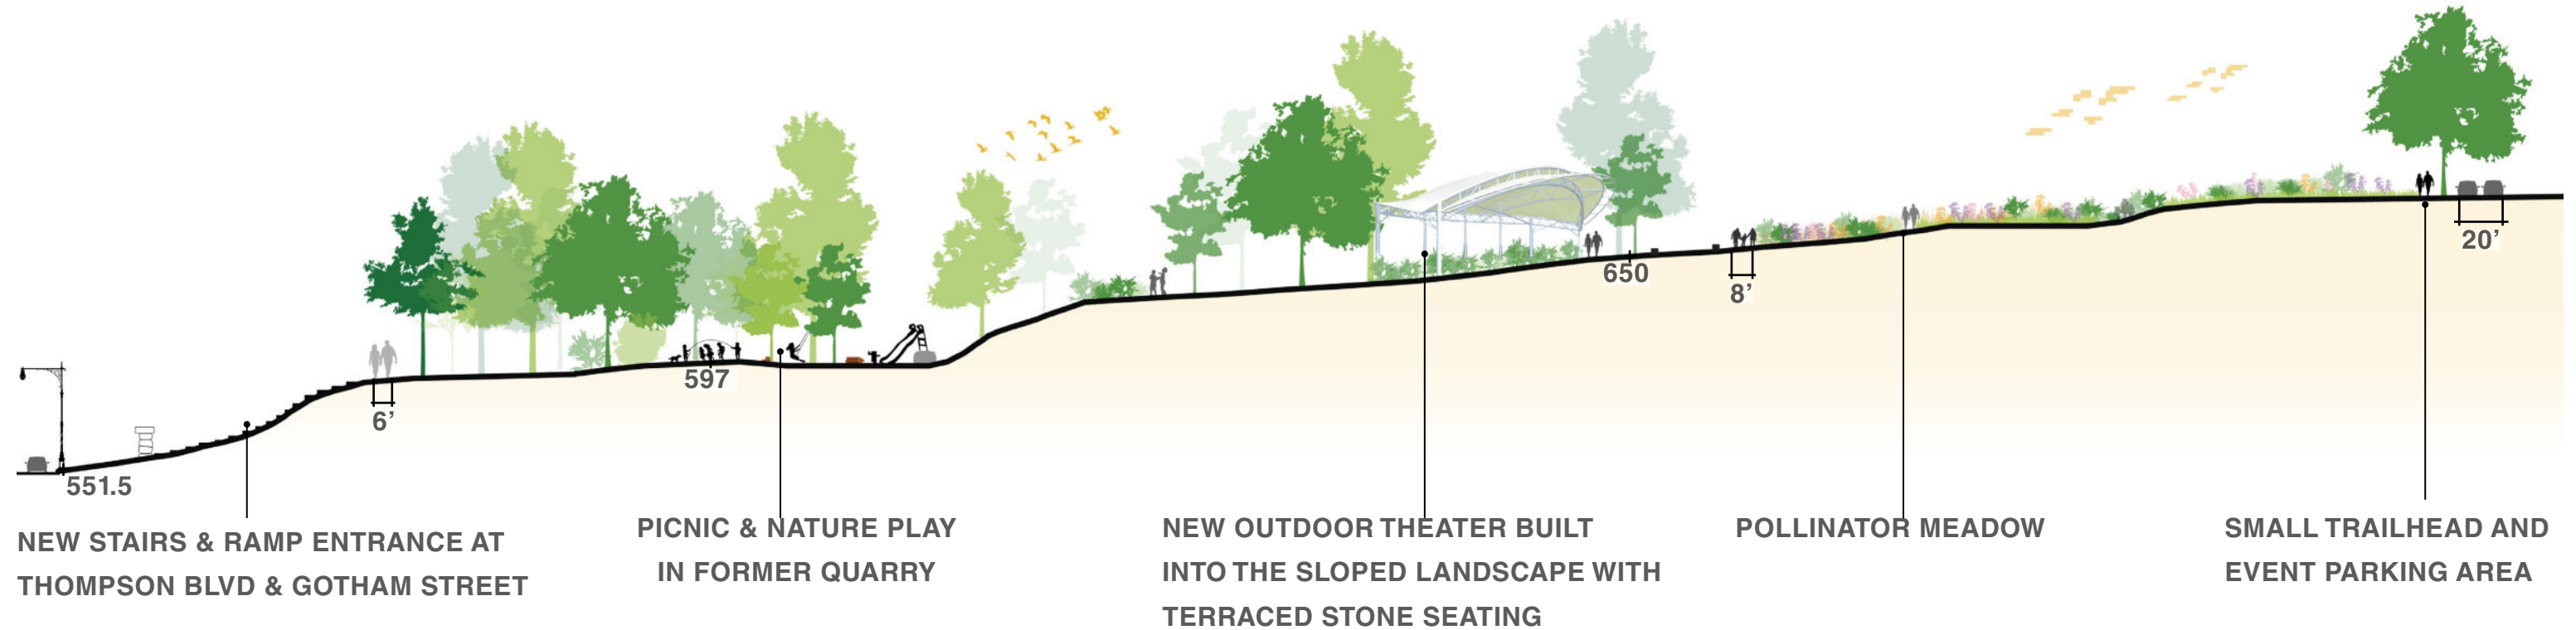 650
20’
8’
597
6’
551.5
NEW STAIRS & RAMP ENTRANCE AT
THOMPSON BLVD & GOTHAM STREET
PICNIC & NATURE PLAY
IN FORMER QUARRY
NEW OUTDOOR THEATER BUILT
INTO THE SLOPED LANDSCAPE WITH
TERRACED STONE SEATING
POLLINATOR MEADOW
SMALL TRAILHEAD AND
EVENT PARKING AREA